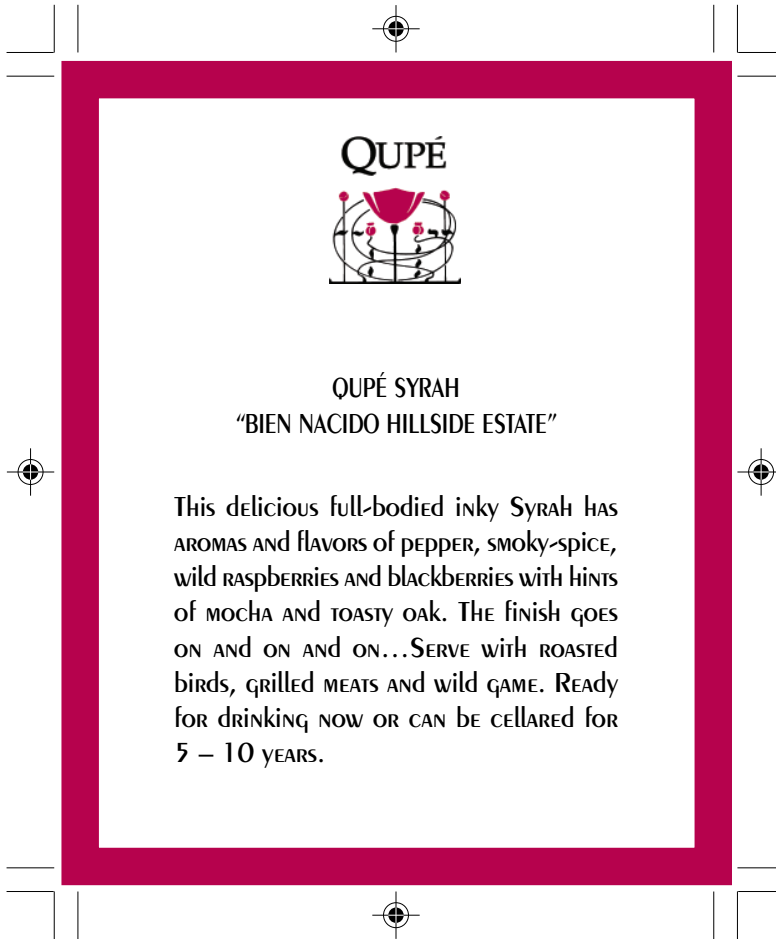 QUPÉ
QUPÉ SYRAH
“BIEN NACIDO HILLSIDE ESTATE”
This delicious full-bodied inky Syrah has
aromas and flavors of pepper, smoky-spice,
wild raspberries and blackberries with hints
of mocha and toasty oak. The finish goes
on and on and on…Serve with roasted
birds, grilled meats and wild game. Ready
for drinking now or can be cellared for
5 – 10 years.